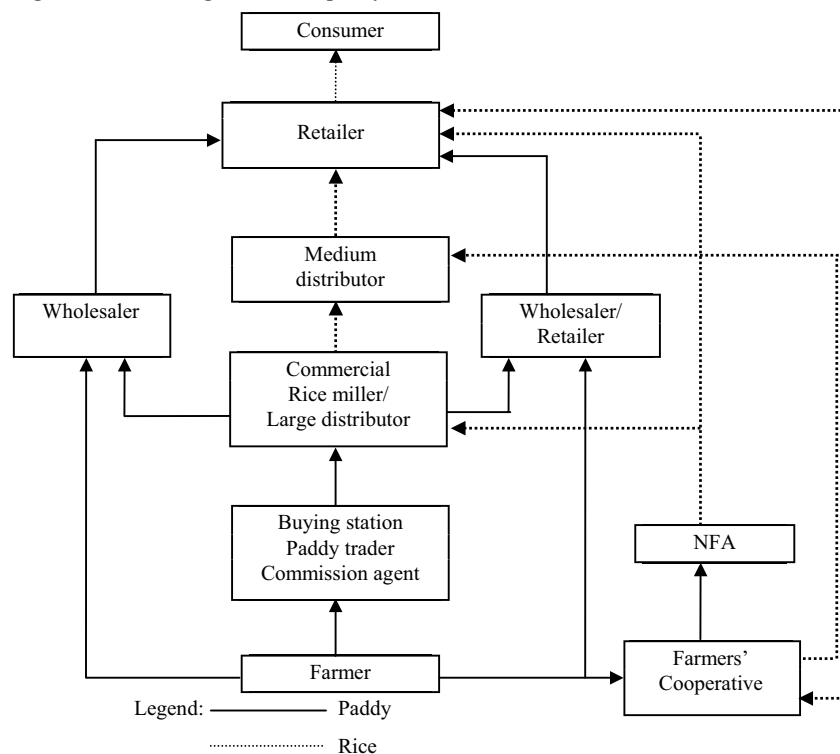 Consumer
Retailer
Medium
distributor
Wholesaler
Wholesaler/
Retailer
Commercial
Rice miller/
Large distributor
Buying station
Paddy trader
Commission agent
NFA
Farmer
Farmers'
Cooperative
Legend: Paddy
Rice